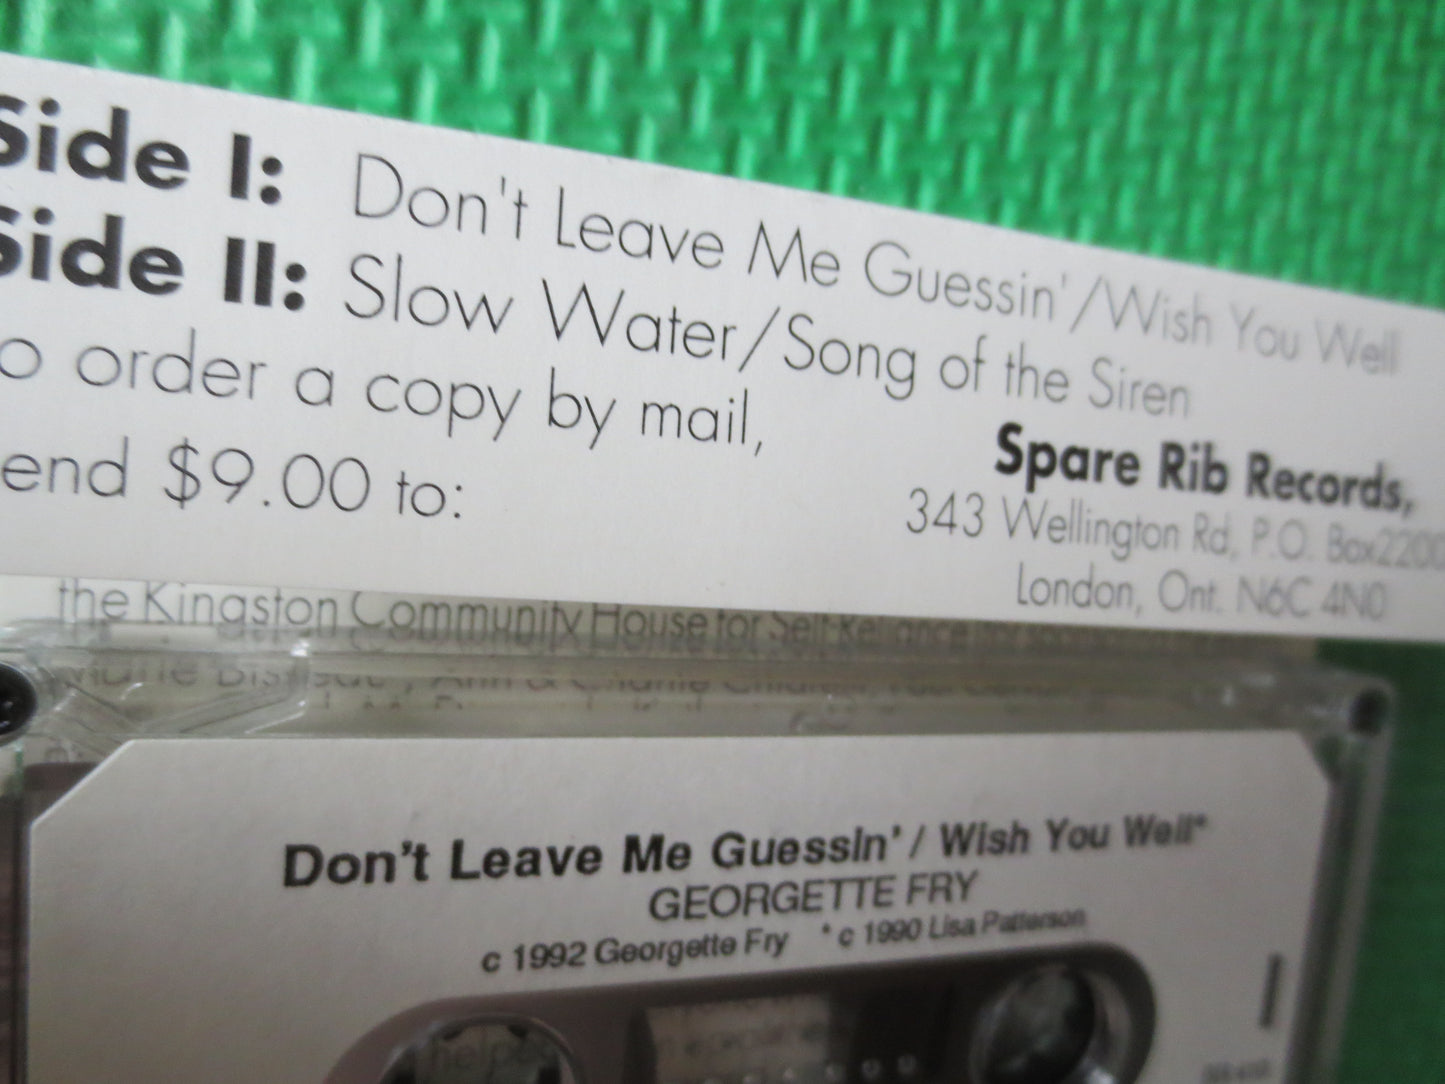 Side I: Don't Leave Me Guessin'/Wish You Well
Side II: Slow Water/Song of the Siren
o order a copy by mail,
end $9.00 to:
Spare Rib Records,
343 Wellington Rd, P.O. Box2200
London, Ont. N6C 4N0
the Kingston Community House for Self-Reliance
Ann & Charlie
Don't Leave Me Guessin' / Wish You Well*
GEORGETTE FRY
c 1992 Georgette Fry * c 1990 Lisa Patterson
I